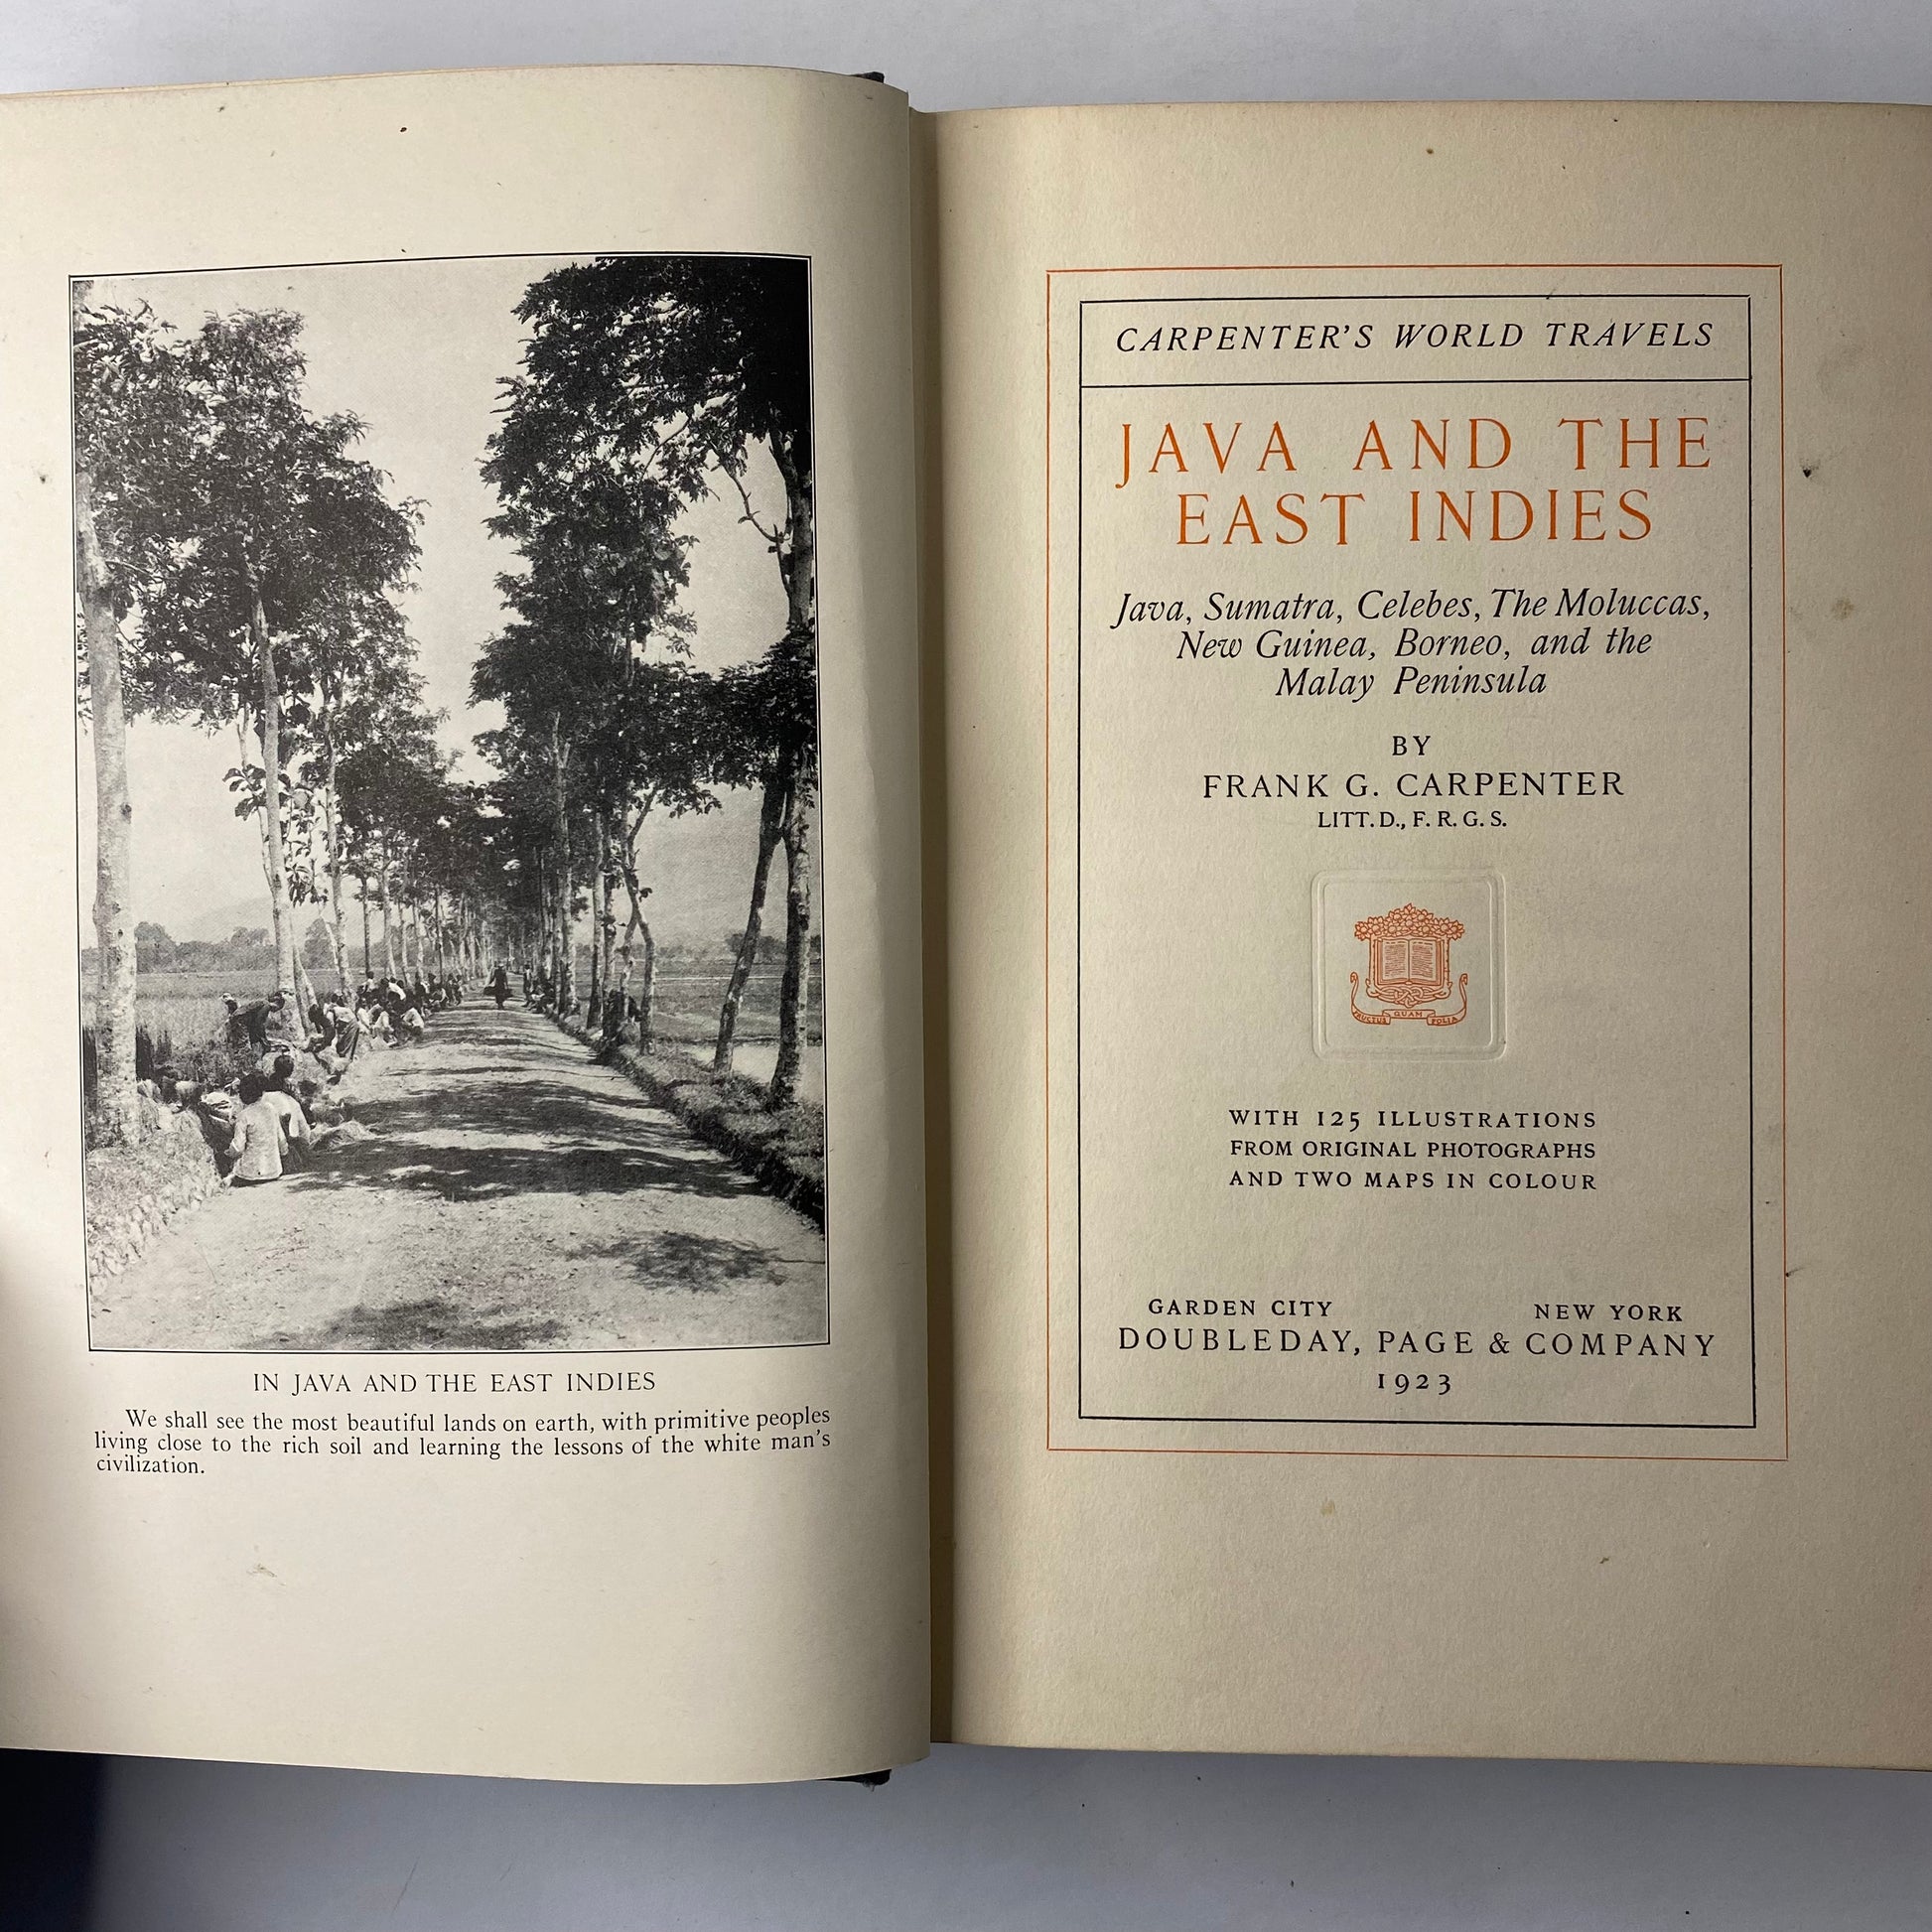 IN JAVA AND THE EAST INDIES
We shall see the most beautiful lands on earth, with primitive peoples
living close to the rich soil and learning the lessons of the white man's
civilization.
CARPENTER'S WORLD TRAVELS
JAVA AND THE
EAST INDIES
Java, Sumatra, Celebes, The Moluccas,
New Guinea, Borneo, and the
Malay Peninsula
BY
FRANK G. CARPENTER
LITT. D., F. R. G. S.
FRUCTUS QUAM FOLIA
WITH 125 ILLUSTRATIONS
FROM ORIGINAL PHOTOGRAPHS
AND TWO MAPS IN COLOUR
GARDEN CITY NEW YORK
DOUBLEDAY, PAGE & COMPANY
1923